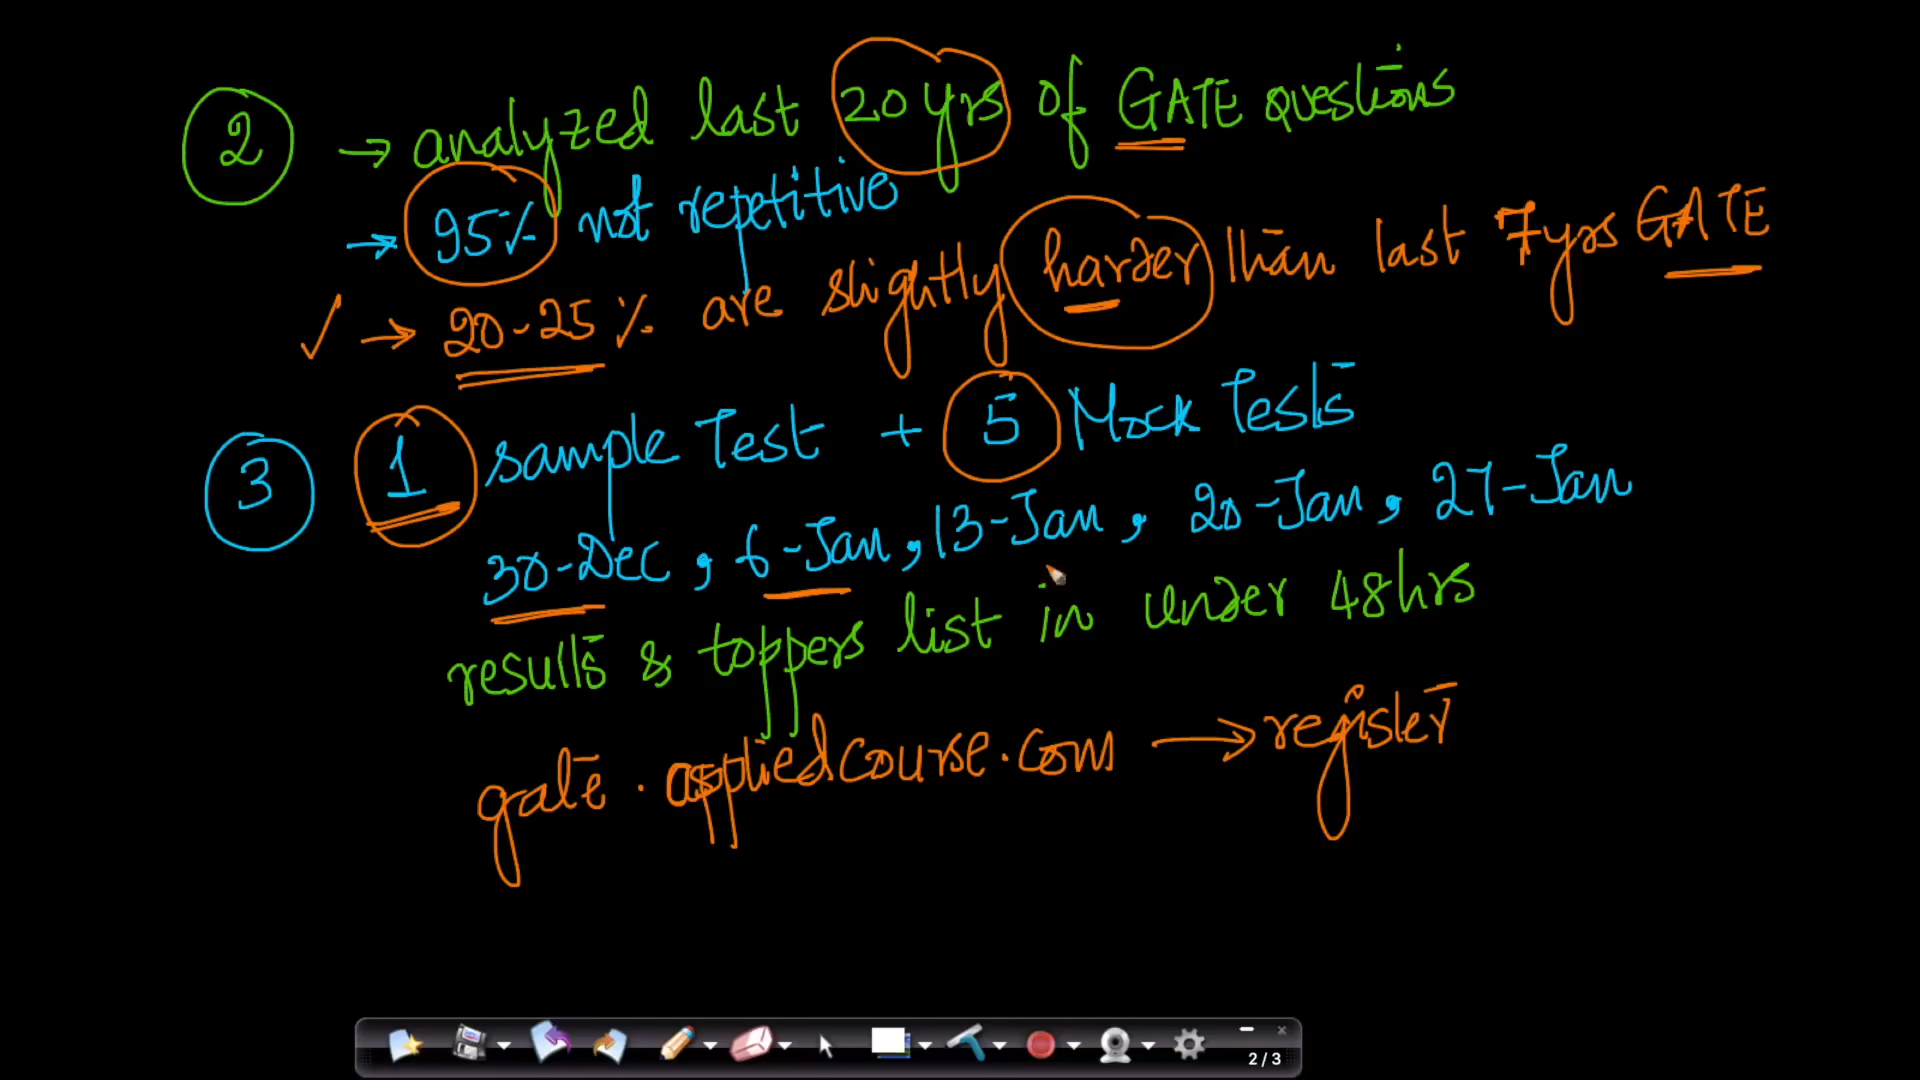 2 → analyzed last 20 yrs of GATE questions
→ 95% not repetitive
✓ → 20-25% are slightly harder than last 7yrs GATE
3 1 sample Test + 5 Mock Tests
30-Dec, 6-Jan, 13-Jan, 20-Jan, 27-Jan
results & toppers list in under 48hrs
gate.appliedcourse.com → register
2/3